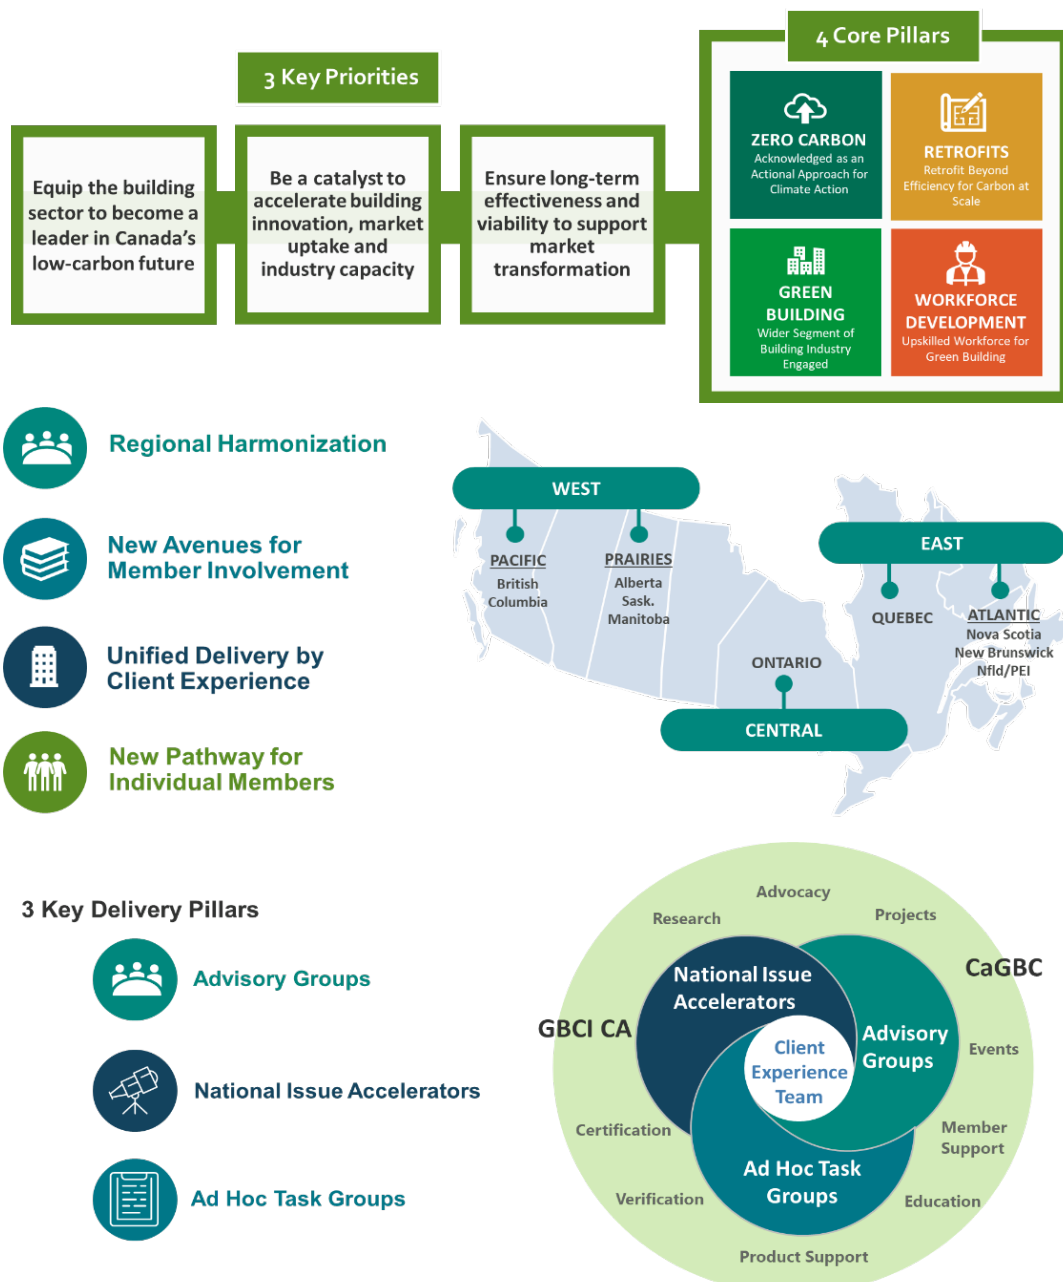 3 Key Priorities
4 Core Pillars
Equip the building
sector to become a
leader in Canada's
low-carbon future
Be a catalyst to
accelerate building
innovation, market
uptake and
industry capacity
Ensure long-term
effectiveness and
viability to support
market
transformation
ZERO CARBON
Acknowledged as an
Actional Approach for
Climate Action
RETROFITS
Retrofit Beyond
Efficiency for Carbon at
Scale
GREEN
BUILDING
Wider Segment of
Building Industry
Engaged
WORKFORCE
DEVELOPMENT
Upskilled Workforce for
Green Building
Regional Harmonization
New Avenues for
Member Involvement
Unified Delivery by
Client Experience
New Pathway for
Individual Members
WEST
PACIFIC
British
Columbia
PRAIRIES
Alberta
Sask.
Manitoba
EAST
QUEBEC
ATLANTIC
Nova Scotia
New Brunswick
Nfld/PEI
ONTARIO
CENTRAL
3 Key Delivery Pillars
Advisory Groups
National Issue Accelerators
Ad Hoc Task Groups
Advocacy
Research
Projects
National Issue
Accelerators
CaGBC
GBCI CA
Advisory
Groups
Client
Experience
Team
Events
Certification
Member
Support
Ad Hoc Task
Groups
Verification
Education
Product Support